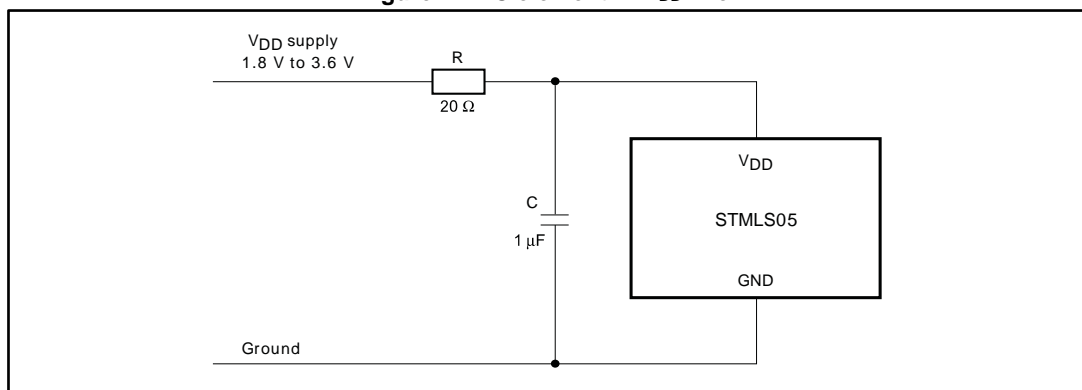 VDD supply
1.8 V to 3.6 V
R
20 Ω
VDD
C
STMLS05
1 μF
GND
Ground